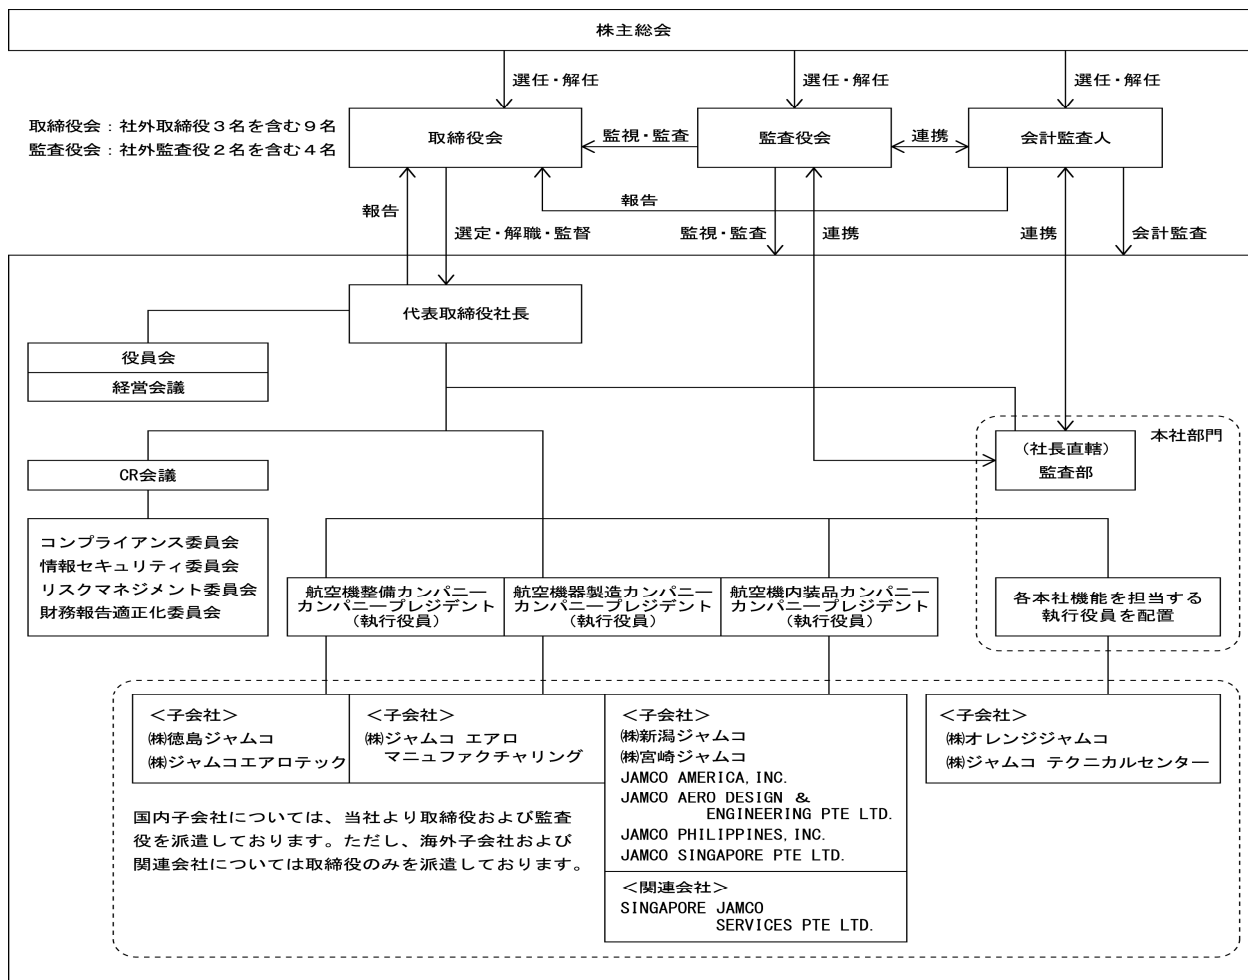 株主総会
選任・解任
選任・解任
選任・解任
取締役会：社外取締役３名を含む９名
監査役会：社外監査役２名を含む４名
取締役会
監視・監査
監査役会
連携
会計監査人
報告
報告
選定・解職・監督
監視・監査
連携
連携
会計監査
代表取締役社長
役員会
経営会議
本社部門
（社長直轄）
監査部
CR会議
コンプライアンス委員会
情報セキュリティ委員会
リスクマネジメント委員会
財務報告適正化委員会
航空機整備カンパニー
カンパニープレジデント
（執行役員）
航空機器製造カンパニー
カンパニープレジデント
（執行役員）
航空機内装品カンパニー
カンパニープレジデント
（執行役員）
各本社機能を担当する
執行役員を配置
＜子会社＞
㈱徳島ジャムコ
㈱ジャムコエアロテック
＜子会社＞
㈱ジャムコ エアロ
マニュファクチャリング
＜子会社＞
㈱新潟ジャムコ
㈱宮崎ジャムコ
JAMCO AMERICA, INC.
JAMCO AERO DESIGN ＆
ENGINEERING PTE LTD.
JAMCO PHILIPPINES, INC.
JAMCO SINGAPORE PTE LTD.
＜関連会社＞
SINGAPORE JAMCO
SERVICES PTE LTD.
＜子会社＞
㈱オレンジジャムコ
㈱ジャムコ テクニカルセンター
国内子会社については、当社より取締役および監査
役を派遣しております。ただし、海外子会社および
関連会社については取締役のみを派遣しております。